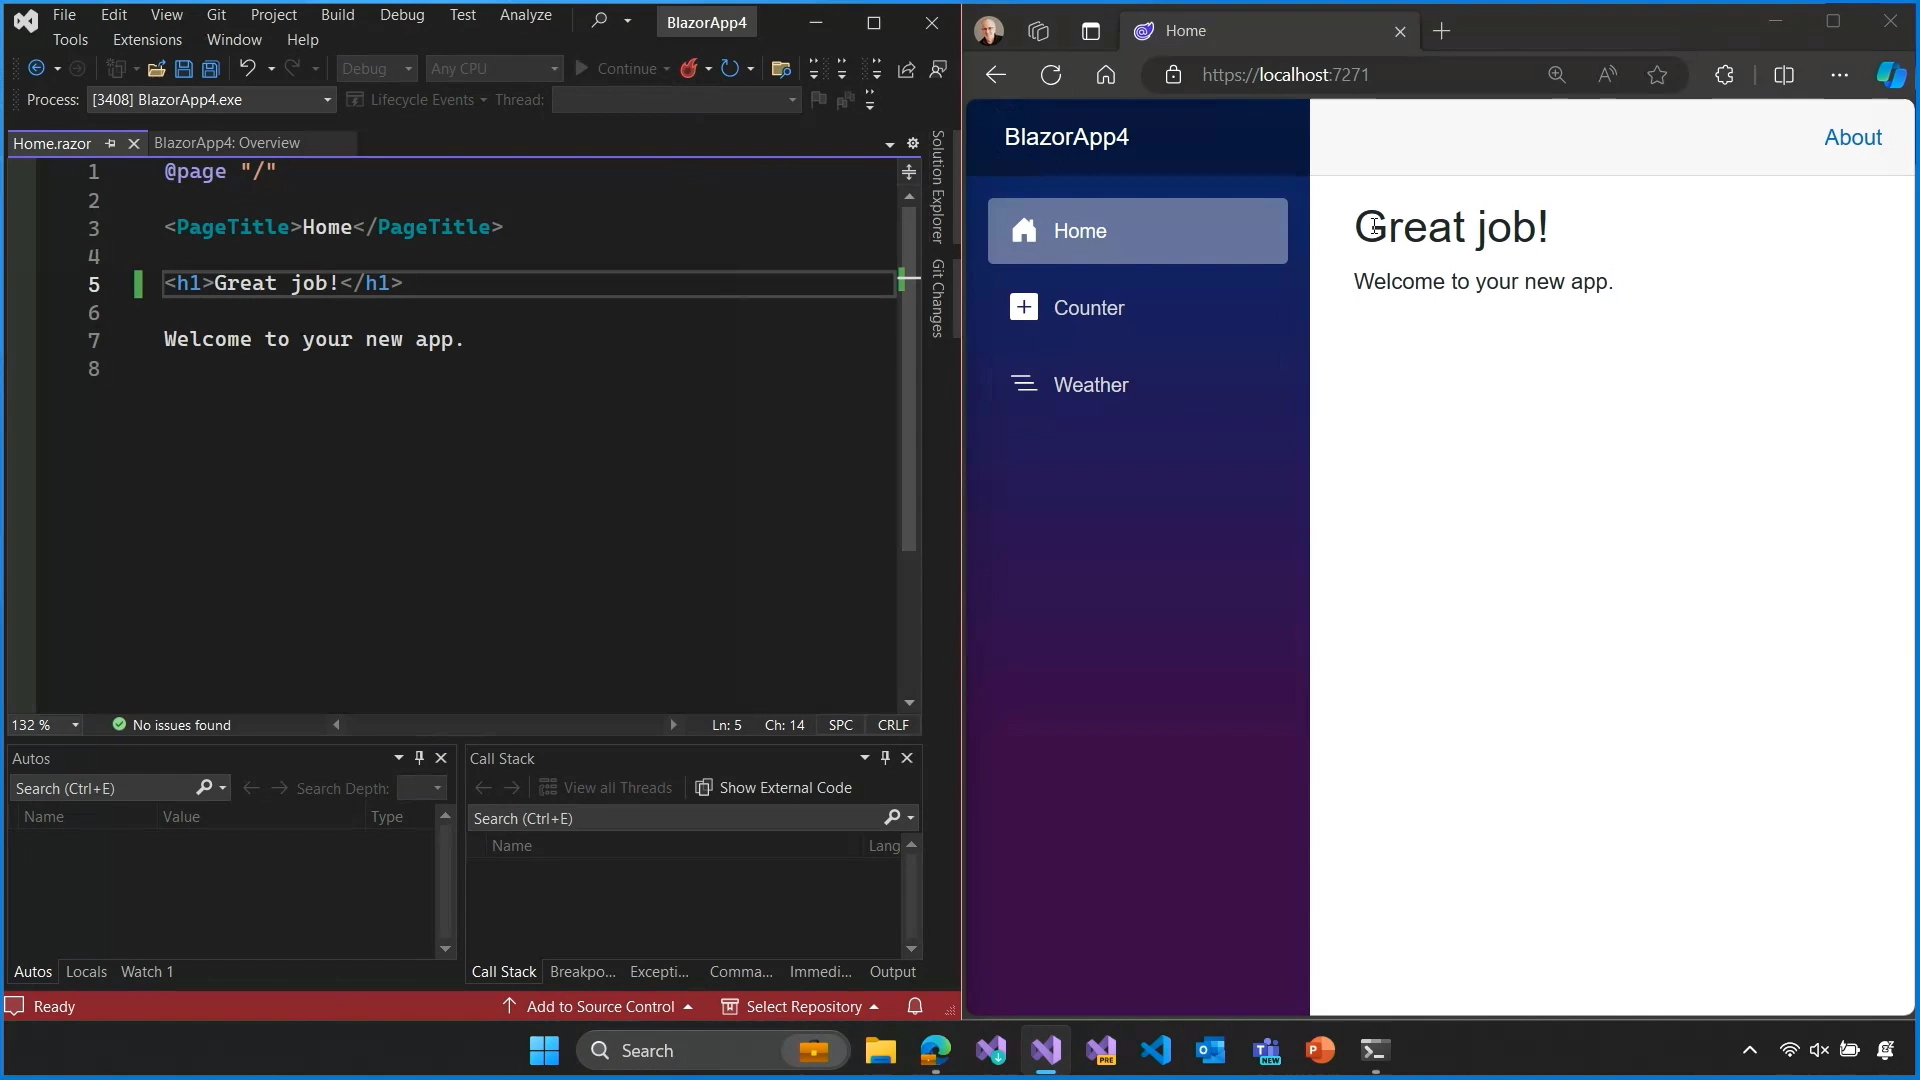 File Edit View Git Project Build Debug Test Analyze
BlazorApp4
Tools Extensions Window Help
Debug Any CPU Continue
Process: [3408] BlazorApp4.exe Lifecycle Events Thread:
Home.razor BlazorApp4: Overview
1 @page "/"
2
3 <PageTitle>Home</PageTitle>
4
5 <h1>Great job!</h1>
6
7 Welcome to your new app.
8
Solution Explorer
Git Changes
132 % No issues found Ln: 5 Ch: 14 SPC CRLF
Autos
Search (Ctrl+E) Search Depth:
Name Value Type
Autos Locals Watch 1
Call Stack
View all Threads Show External Code
Search (Ctrl+E)
Name Lang
Call Stack Breakpo... Excepti... Comma... Immedi... Output
Ready Add to Source Control Select Repository
Home
https://localhost:7271
BlazorApp4
About
Home
Counter
Weather
Great job!
Welcome to your new app.
Search
PRE
NEW